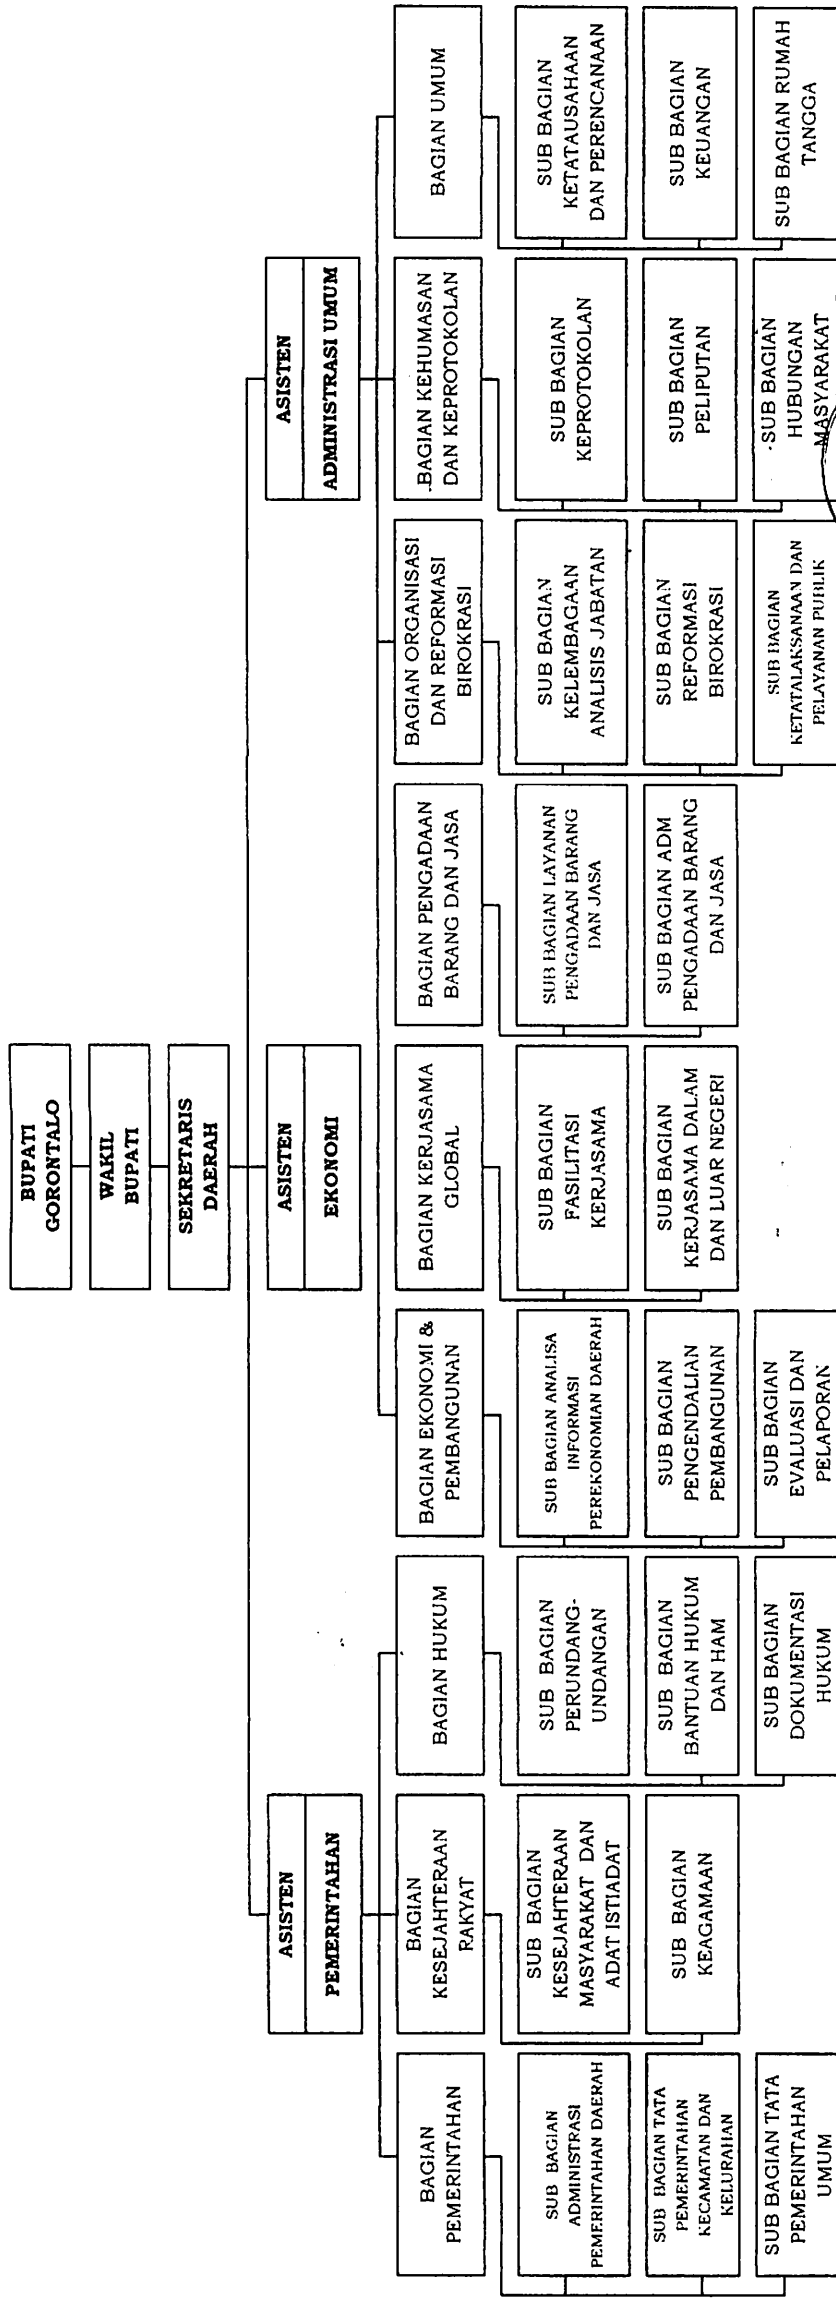 BUPATI
GORONTALO
WAKIL
BUPATI
SEKRETARIS
DAERAH
ASISTEN
PEMERINTAHAN
ASISTEN
EKONOMI
ASISTEN
ADMINISTRASI UMUM
BAGIAN
PEMERINTAHAN
SUB BAGIAN
ADMINISTRASI
PEMERINTAHAN DAERAH
SUB BAGIAN TATA
PEMERINTAHAN
KECAMATAN DAN
KELURAHAN
SUB BAGIAN TATA
PEMERINTAHAN
UMUM
BAGIAN
KESEJAHTERAAN
RAKYAT
SUB BAGIAN
KESEJAHTERAAN
MASYARAKAT DAN
ADAT ISTIADAT
SUB BAGIAN
KEAGAMAAN
BAGIAN HUKUM
SUB BAGIAN
PERUNDANG-
UNDANGAN
SUB BAGIAN
BANTUAN HUKUM
DAN HAM
SUB BAGIAN
DOKUMENTASI
HUKUM
BAGIAN EKONOMI &
PEMBANGUNAN
SUB BAGIAN ANALISA
INFORMASI
PEREKONOMIAN DAERAH
SUB BAGIAN
PENGENDALIAN
PEMBANGUNAN
SUB BAGIAN
EVALUASI DAN
PELAPORAN
BAGIAN KERJASAMA
GLOBAL
SUB BAGIAN
FASILITASI
KERJASAMA
SUB BAGIAN
KERJASAMA DALAM
DAN LUAR NEGERI
BAGIAN PENGADAAN
BARANG DAN JASA
SUB BAGIAN LAYANAN
PENGADAAN BARANG
DAN JASA
SUB BAGIAN ADM
PENGADAAN BARANG
DAN JASA
BAGIAN ORGANISASI
DAN REFORMASI
BIROKRASI
SUB BAGIAN
KELEMBAGAAN
ANALISIS JABATAN
SUB BAGIAN
REFORMASI
BIROKRASI
SUB BAGIAN
KETATALAKSANAAN DAN
PELAYANAN PUBLIK
BAGIAN KEHUMASAN
DAN KEPROTOKOLAN
SUB BAGIAN
KEPROTOKOLAN
SUB BAGIAN
PELIPUTAN
SUB BAGIAN
HUBUNGAN
MASYARAKAT
BAGIAN UMUM
SUB BAGIAN
KETATAUSAHAAN
DAN PERENCANAAN
SUB BAGIAN
KEUANGAN
SUB BAGIAN RUMAH
TANGGA